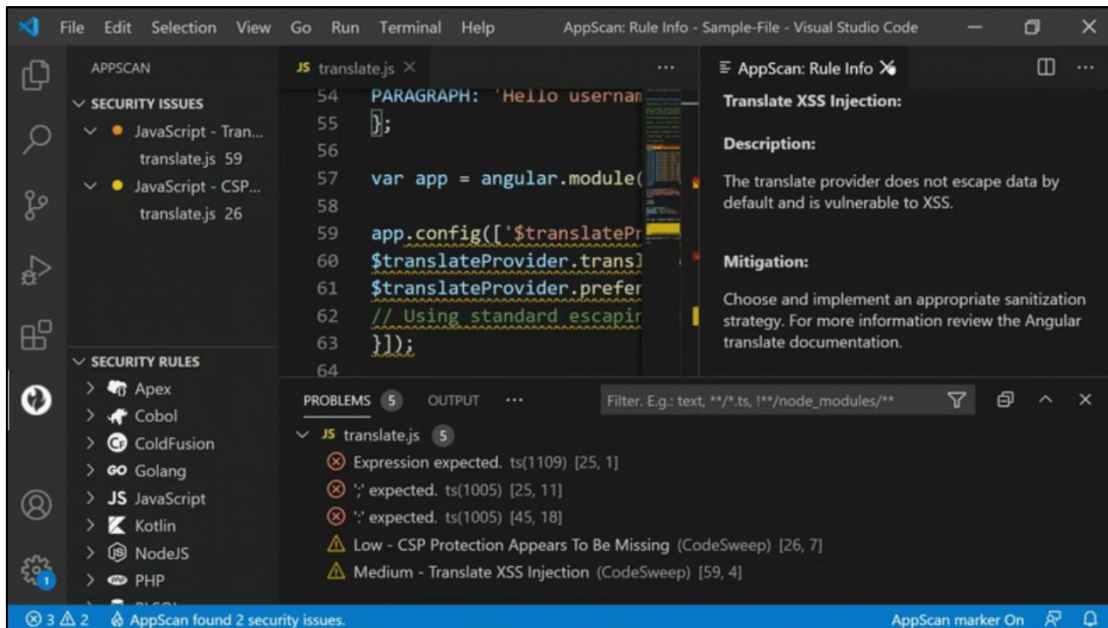 File Edit Selection View Go Run Terminal Help
AppScan: Rule Info - Sample-File - Visual Studio Code
APPSCAN
SECURITY ISSUES
JavaScript - Tran...
translate.js 59
JavaScript - CSP...
translate.js 26
SECURITY RULES
Apex
Cobol
CF ColdFusion
GO Golang
JS JavaScript
Kotlin
JS NodeJS
php PHP
JS translate.js
54 PARAGRAPH: 'Hello usernam
55 };
56
57 var app = angular.module(
58
59 app.config(['$translatePr
60 $translateProvider.transl
61 $translateProvider.prefer
62 // Using standard escapin
63 }]);
64
AppScan: Rule Info
Translate XSS Injection:
Description:
The translate provider does not escape data by
default and is vulnerable to XSS.
Mitigation:
Choose and implement an appropriate sanitization
strategy. For more information review the Angular
translate documentation.
PROBLEMS 5 OUTPUT ...
Filter. E.g.: text, **/*.ts, !**/node_modules/**
JS translate.js 5
Expression expected. ts(1109) [25, 1]
';' expected. ts(1005) [25, 11]
':' expected. ts(1005) [45, 18]
Low - CSP Protection Appears To Be Missing (CodeSweep) [26, 7]
Medium - Translate XSS Injection (CodeSweep) [59, 4]
1
3 2 AppScan found 2 security issues.
AppScan marker On